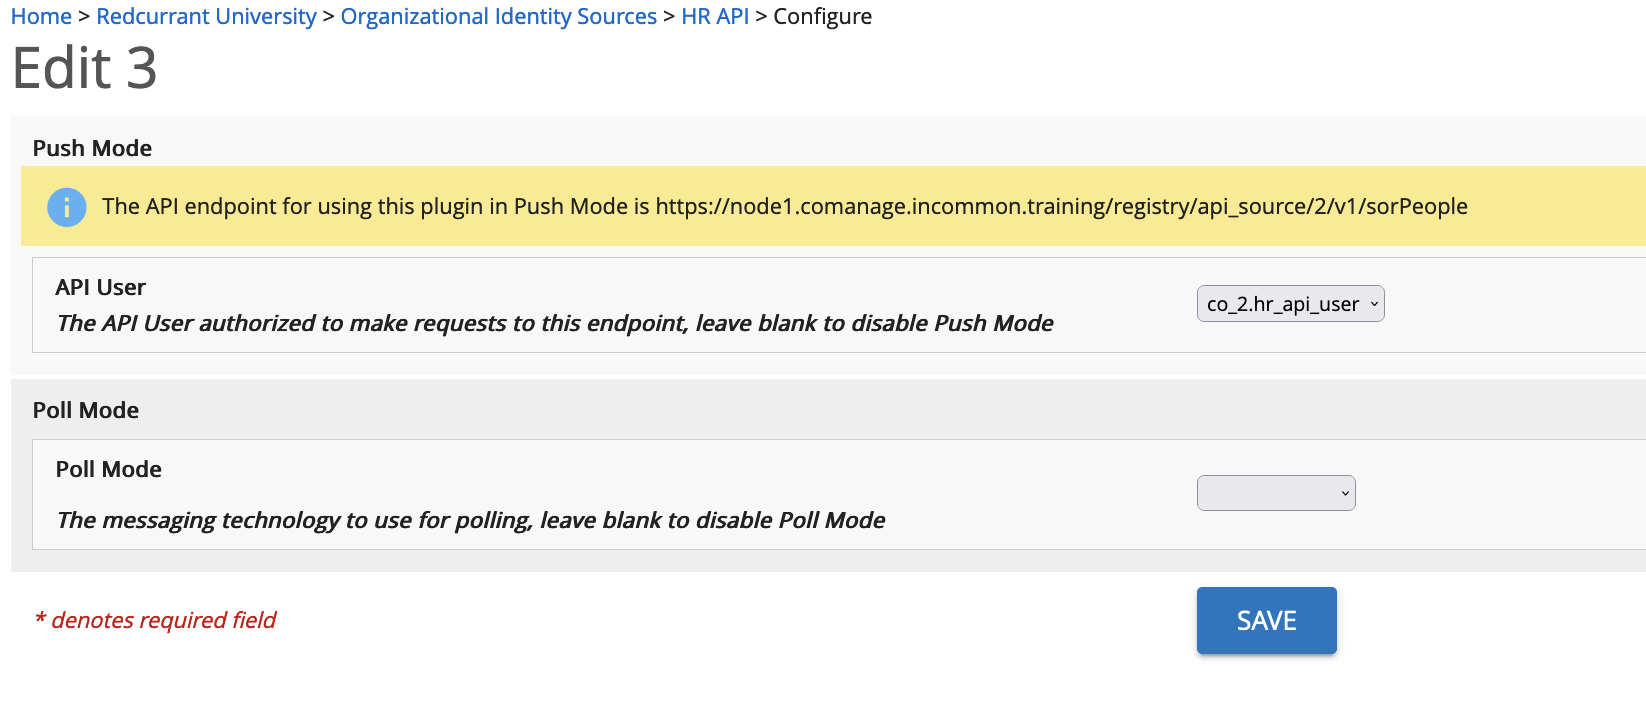 Home > Redcurrant University > Organizational Identity Sources > HR API > Configure
Edit 3
Push Mode
The API endpoint for using this plugin in Push Mode is https://node1.comanage.incommon.training/registry/api_source/2/v1/sorPeople
API User
co_2.hr_api_user
The API User authorized to make requests to this endpoint, leave blank to disable Push Mode
Poll Mode
Poll Mode
The messaging technology to use for polling, leave blank to disable Poll Mode
* denotes required field
SAVE